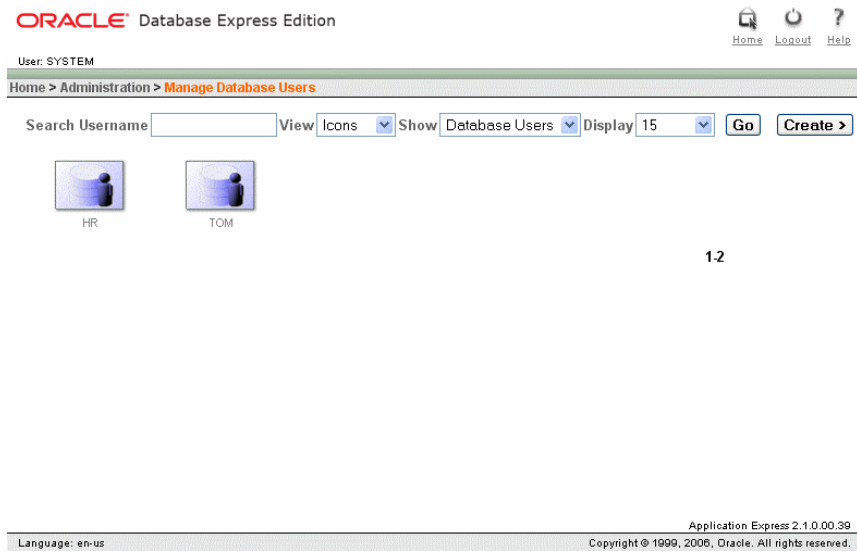 ORACLE Database Express Edition
Home Logout Help
User: SYSTEM
Home > Administration > Manage Database Users
Search Username View Icons Show Database Users Display 15 Go Create >
HR TOM
1-2
Application Express 2.1.0.00.39
Language: en-us Copyright © 1999, 2006, Oracle. All rights reserved.